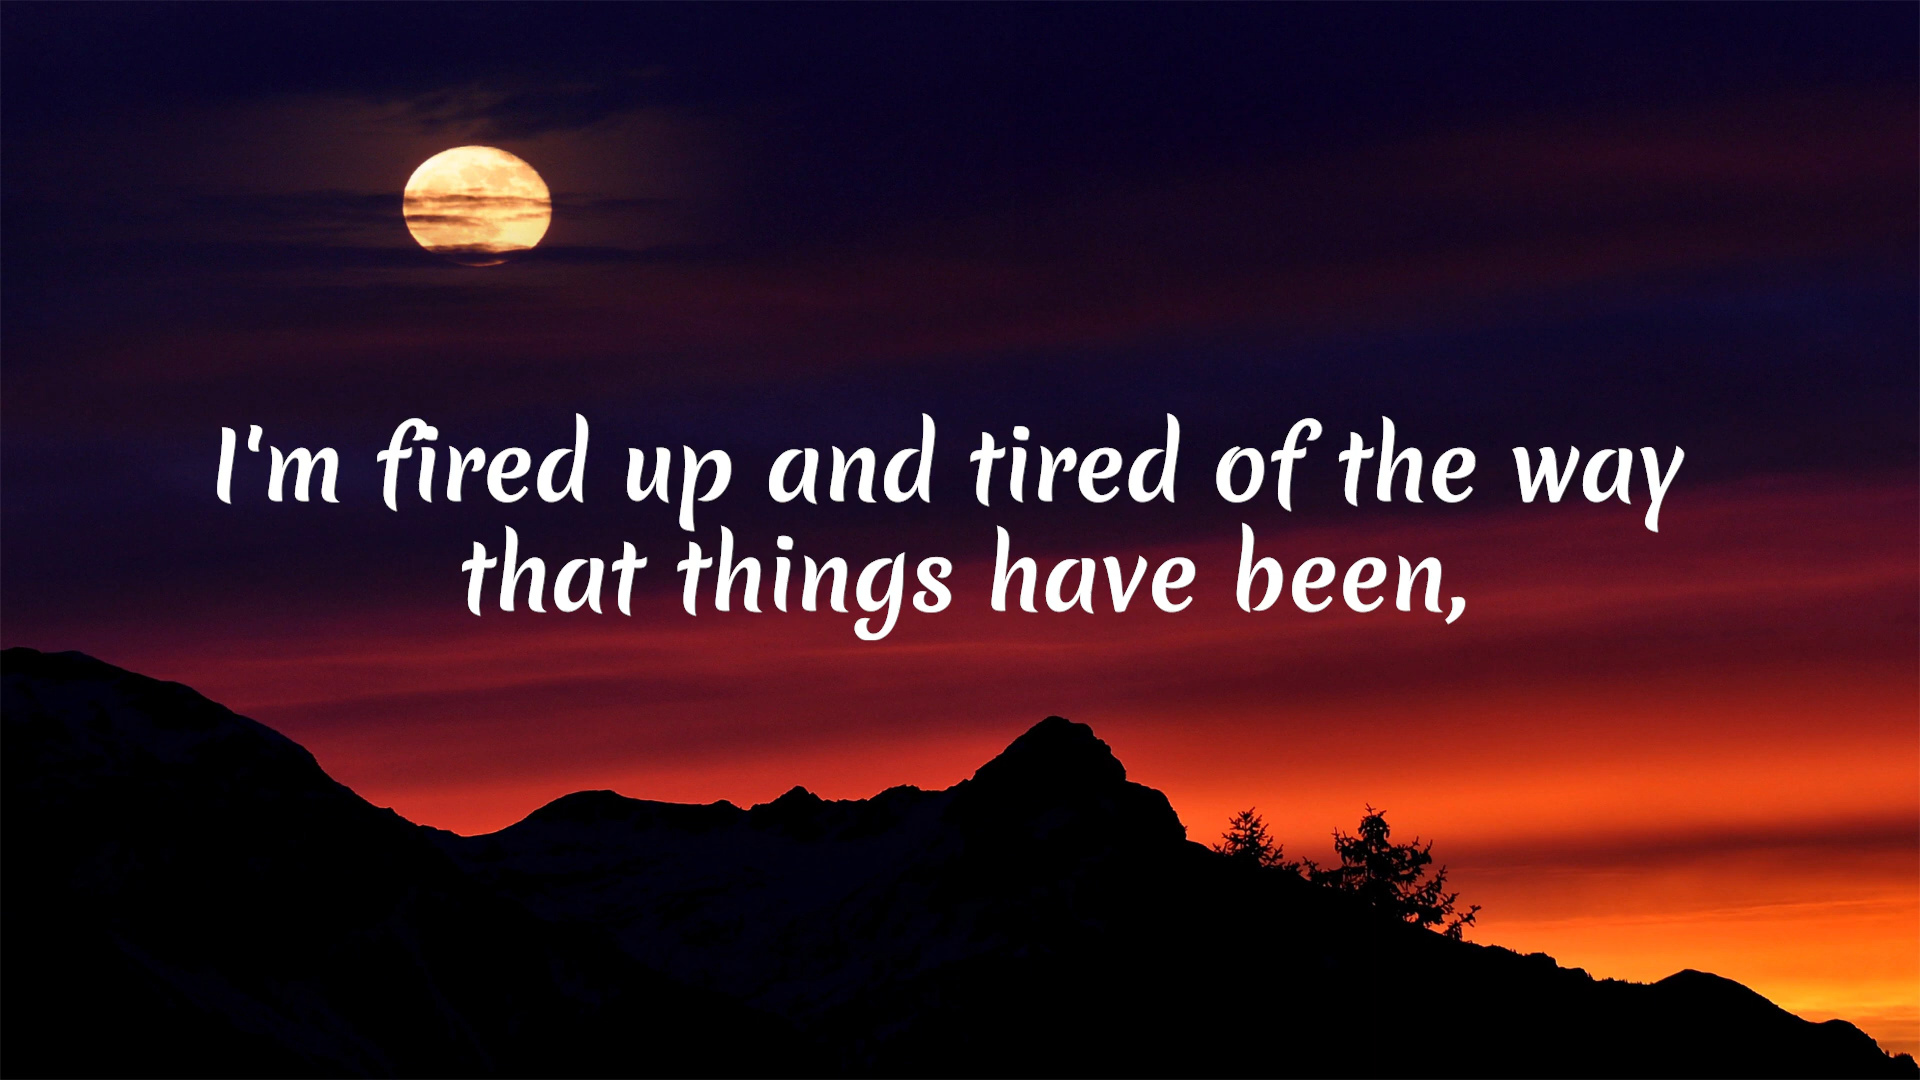 I'm fired up and tired of the way
that things have been,